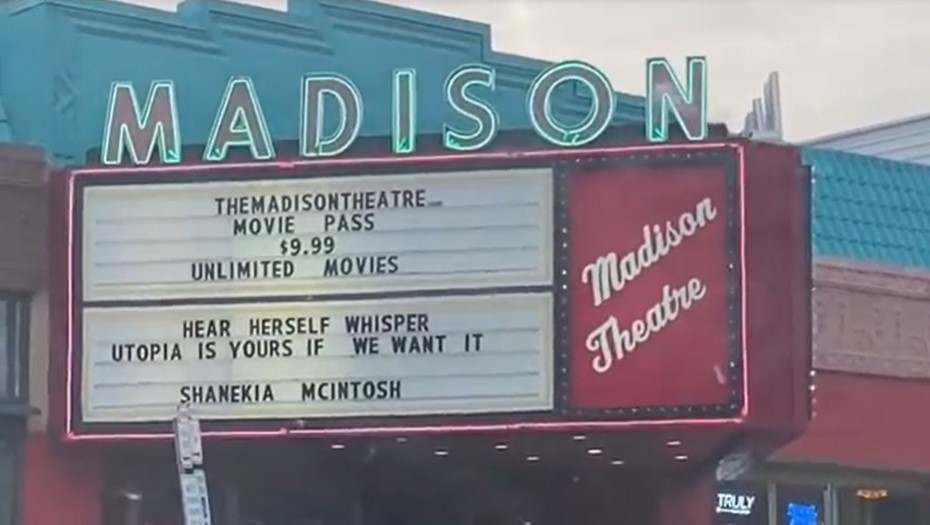 MADISON
THEMADISONTHEATRE
MOVIE PASS
$9.99
UNLIMITED MOVIES
HEAR HERSELF WHISPER
UTOPIA IS YOURS IF WE WANT IT
SHANEKIA MCINTOSH
Madison
Theatre
TRULY